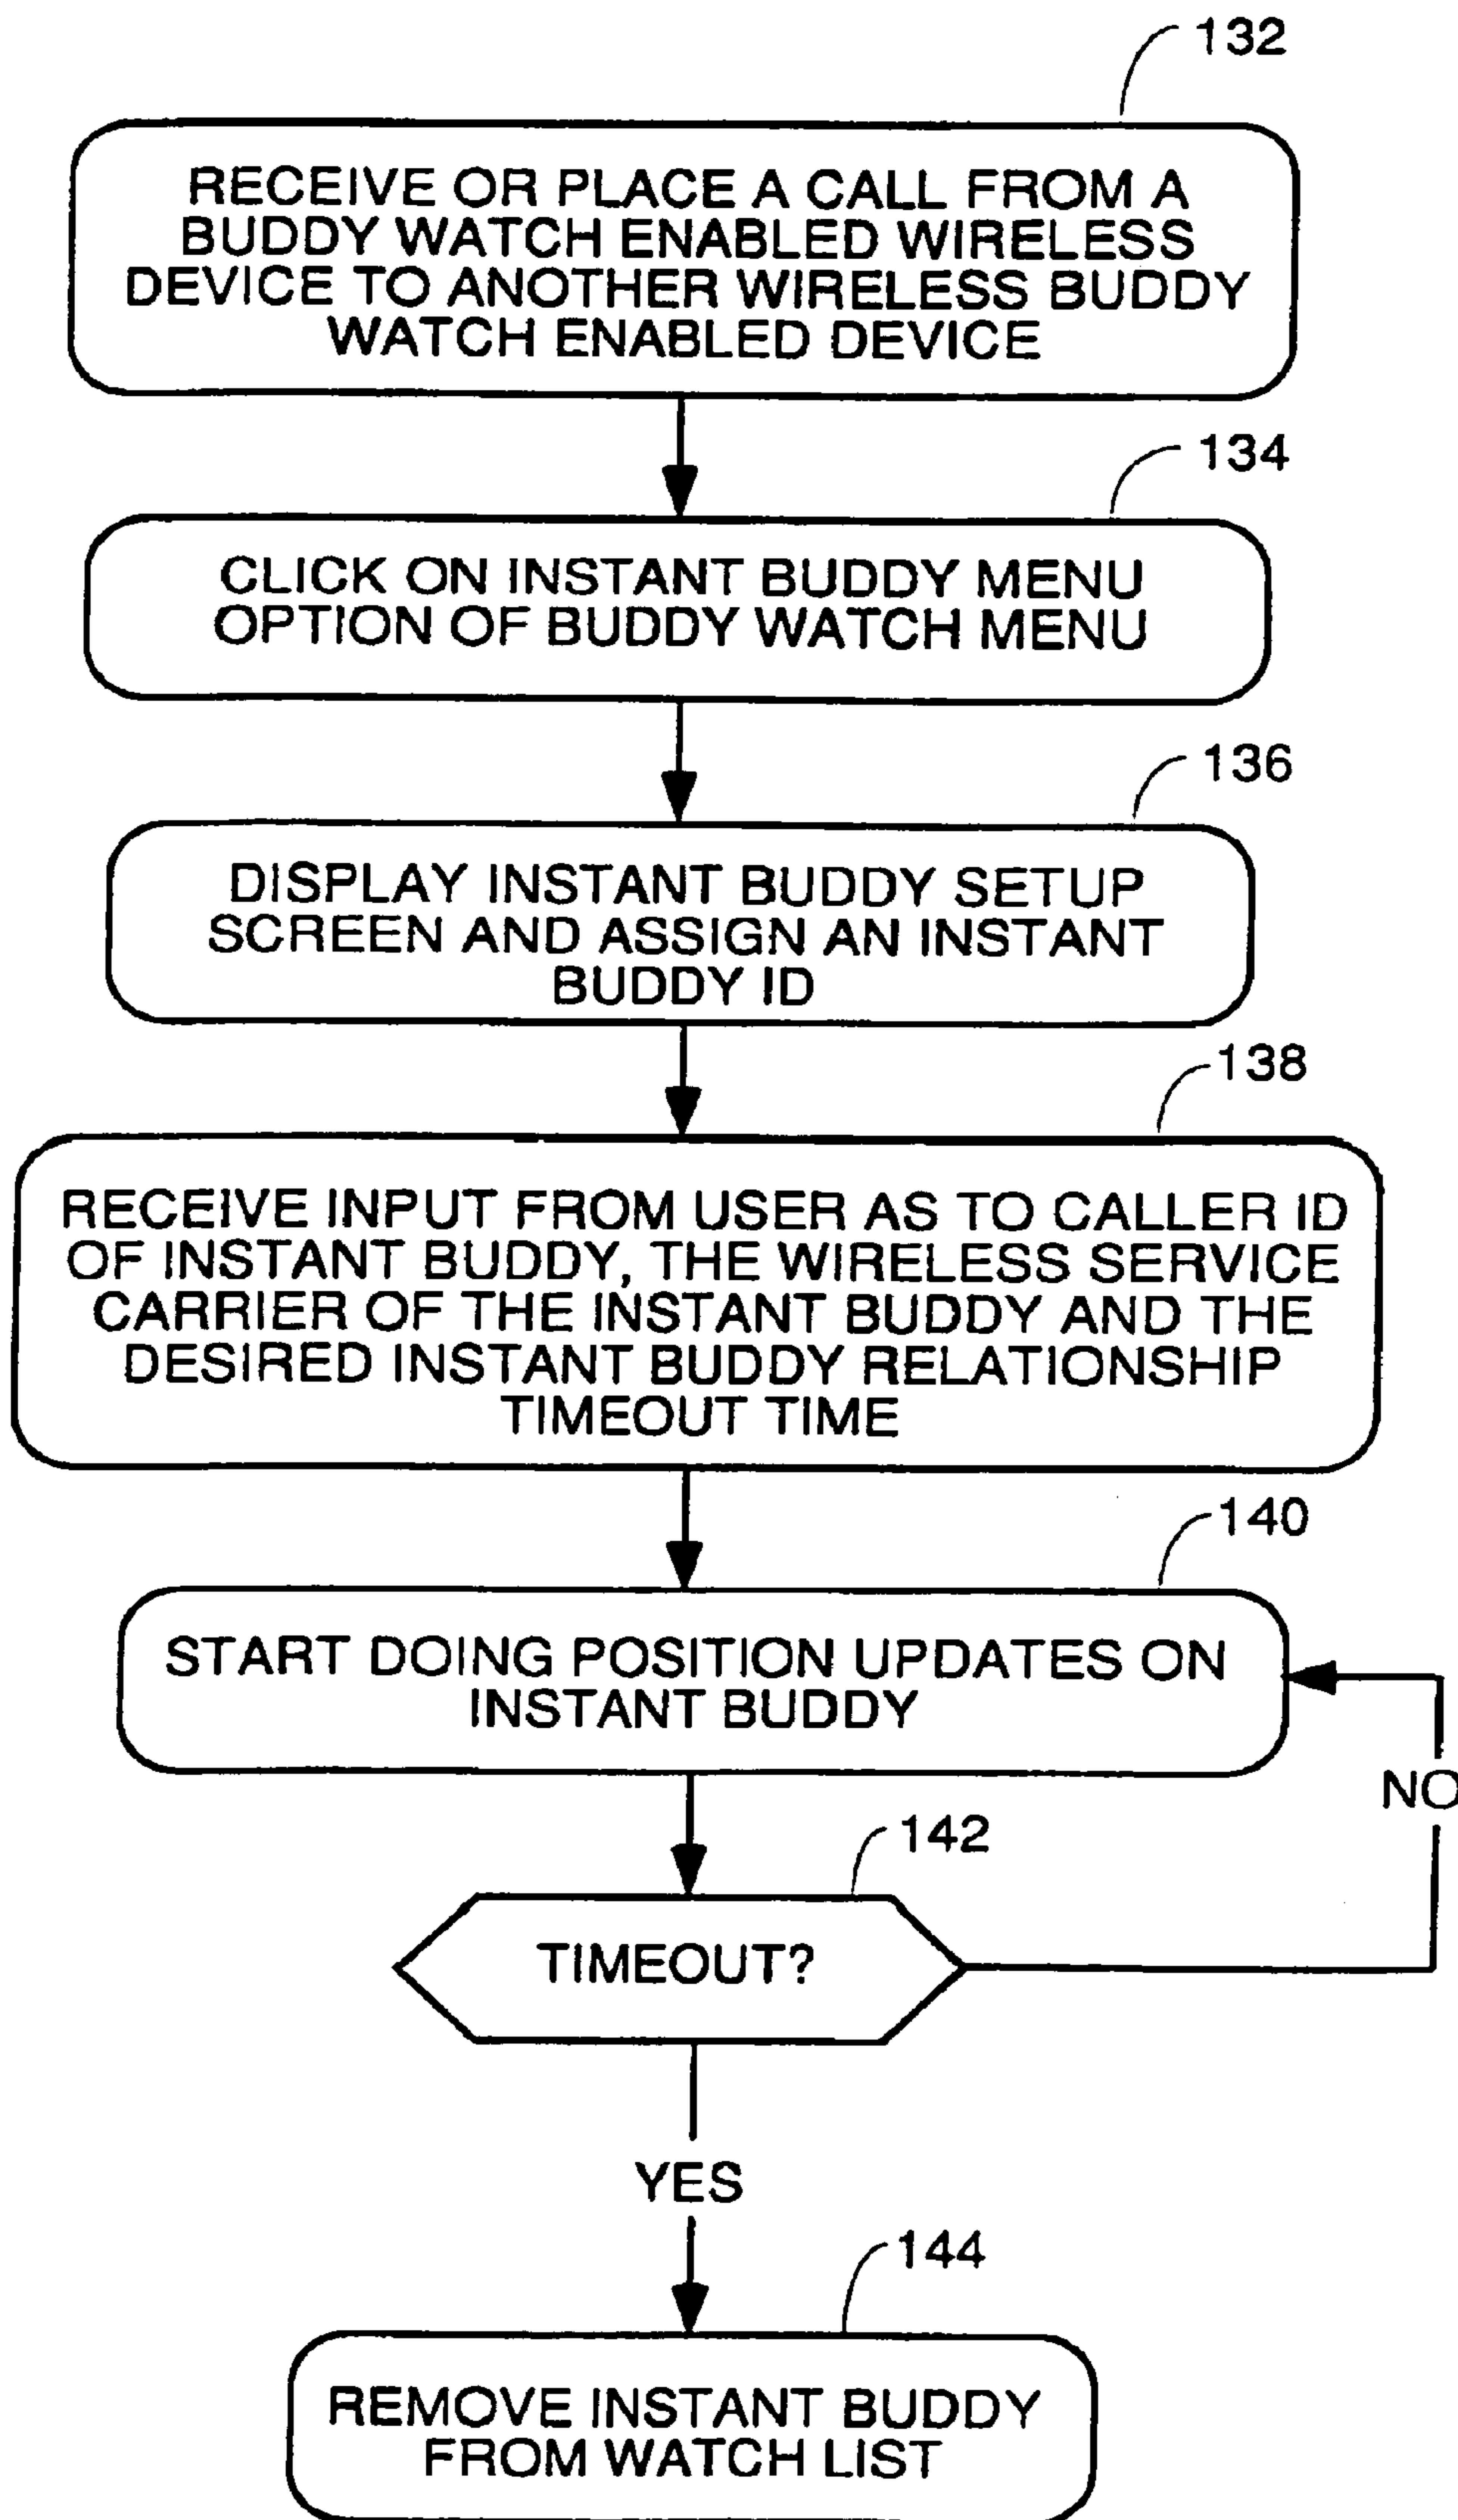 132
RECEIVE OR PLACE A CALL FROM A
BUDDY WATCH ENABLED WIRELESS
DEVICE TO ANOTHER WIRELESS BUDDY
WATCH ENABLED DEVICE
134
CLICK ON INSTANT BUDDY MENU
OPTION OF BUDDY WATCH MENU
136
DISPLAY INSTANT BUDDY SETUP
SCREEN AND ASSIGN AN INSTANT
BUDDY ID
138
RECEIVE INPUT FROM USER AS TO CALLER ID
OF INSTANT BUDDY, THE WIRELESS SERVICE
CARRIER OF THE INSTANT BUDDY AND THE
DESIRED INSTANT BUDDY RELATIONSHIP
TIMEOUT TIME
140
START DOING POSITION UPDATES ON
INSTANT BUDDY
NO
142
TIMEOUT?
YES
144
REMOVE INSTANT BUDDY
FROM WATCH LIST